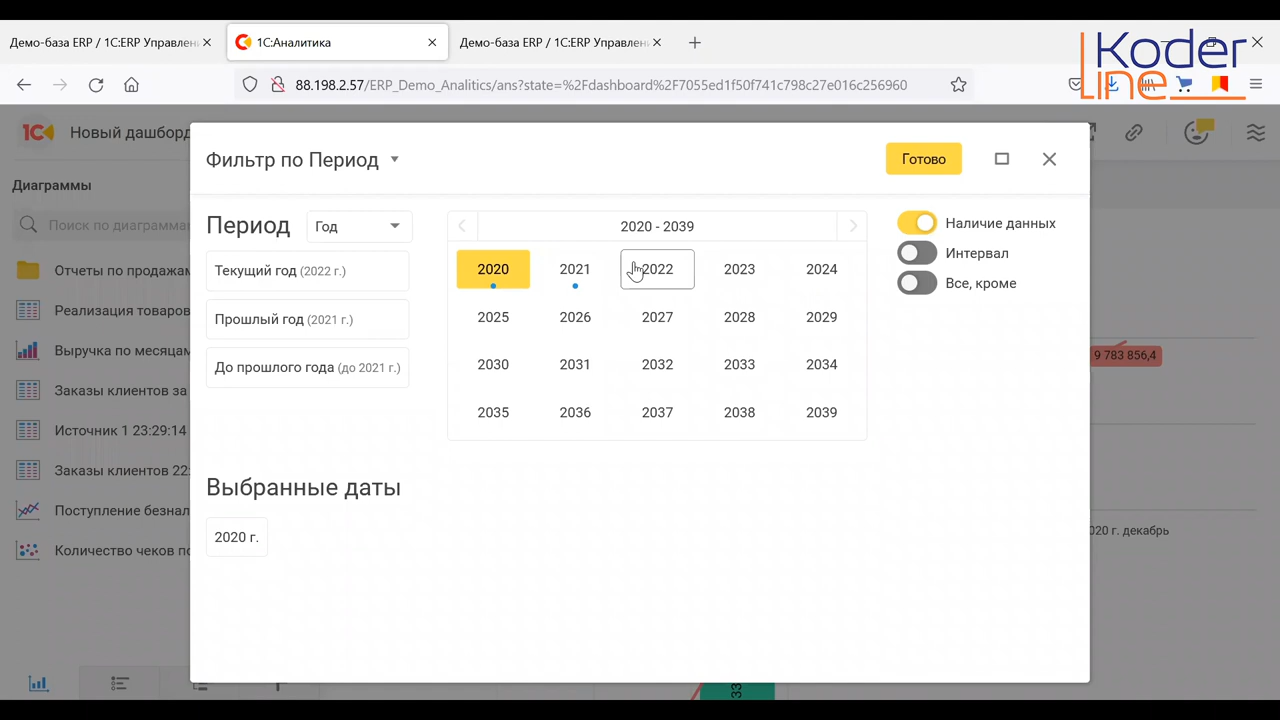 Демо-база ERP / 1С:ERP Управлен
1С:Аналитика
Демо-база ERP / 1С:ERP Управлен
Koder
line
88.198.2.57/ERP_Demo_Analitics/ans?state=%2Fdashboard%2F7055ed1f50f741c798c27e016c256960
1С
Новый дашборд
Диаграммы
Поиск по диаграммам
Отчеты по продажам
Реализация товаров
Выручка по месяцам
Заказы клиентов за
Источник 1 23:29:14
Заказы клиентов 22:
Поступление безнал
Количество чеков по
Фильтр по Период
Готово
Период
Год
Текущий год (2022 г.)
Прошлый год (2021 г.)
До прошлого года (до 2021 г.)
2020 - 2039
2020 2021 2022 2023 2024
2025 2026 2027 2028 2029
2030 2031 2032 2033 2034
2035 2036 2037 2038 2039
Наличие данных
Интервал
Все, кроме
Выбранные даты
2020 г.
9 783 856,4
020 г. декабрь
33